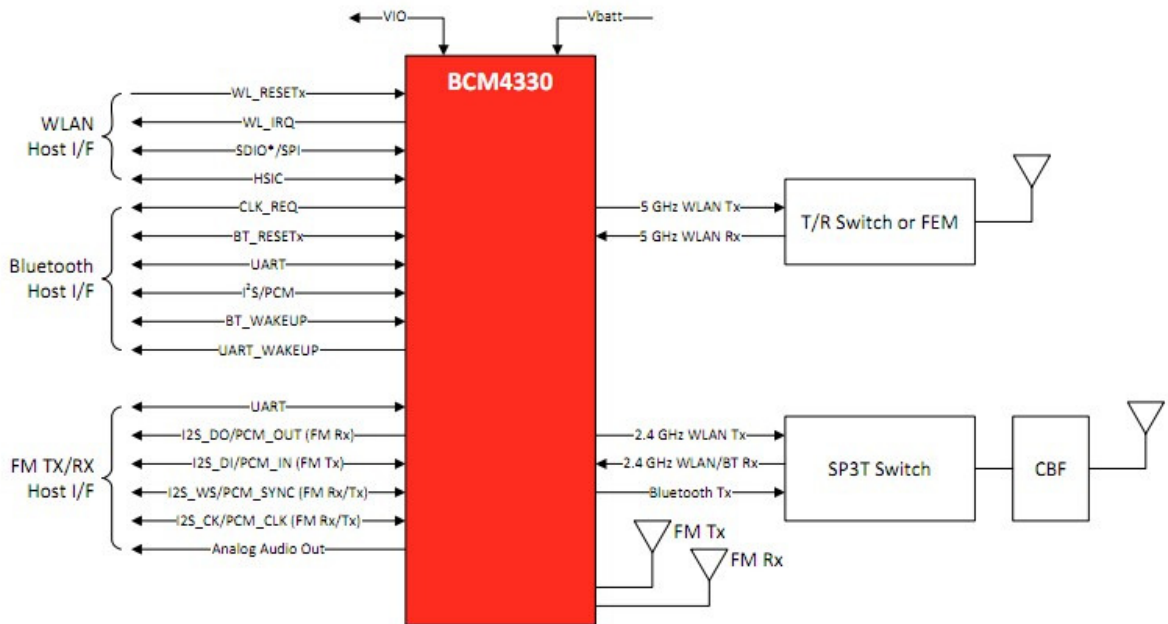 VIO
Vbatt
BCM4330
WLAN
Host I/F
WL_RESETx
WL_IRQ
SDIO*/SPI
HSIC
Bluetooth
Host I/F
CLK_REQ
BT_RESETx
UART
I²S/PCM
BT_WAKEUP
UART_WAKEUP
FM TX/RX
Host I/F
UART
I2S_DO/PCM_OUT (FM Rx)
I2S_DI/PCM_IN (FM Tx)
I2S_WS/PCM_SYNC (FM Rx/Tx)
I2S_CK/PCM_CLK (FM Rx/Tx)
Analog Audio Out
5 GHz WLAN Tx
5 GHz WLAN Rx
T/R Switch or FEM
2.4 GHz WLAN Tx
2.4 GHz WLAN/BT Rx
Bluetooth Tx
SP3T Switch
CBF
FM Tx
FM Rx